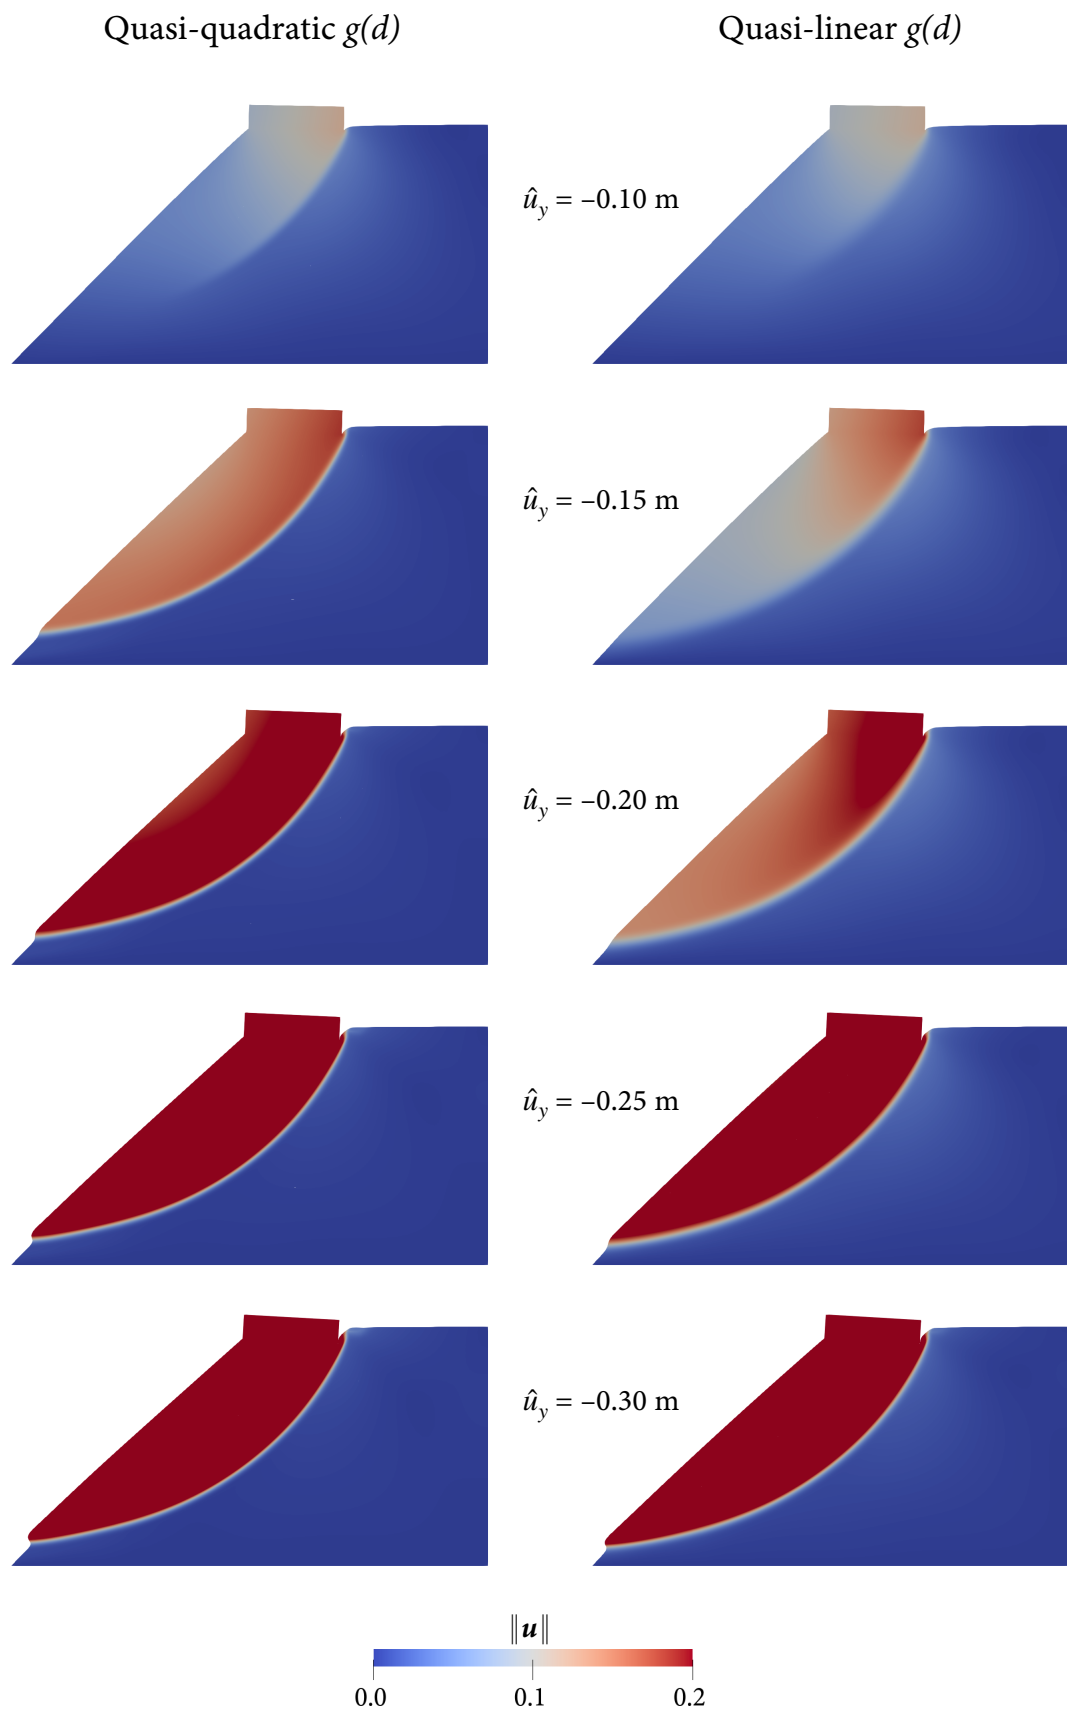 Quasi-quadratic g(d)
Quasi-linear g(d)
û_y = –0.10 m
û_y = –0.15 m
û_y = –0.20 m
û_y = –0.25 m
û_y = –0.30 m
‖u‖
0.0 0.1 0.2